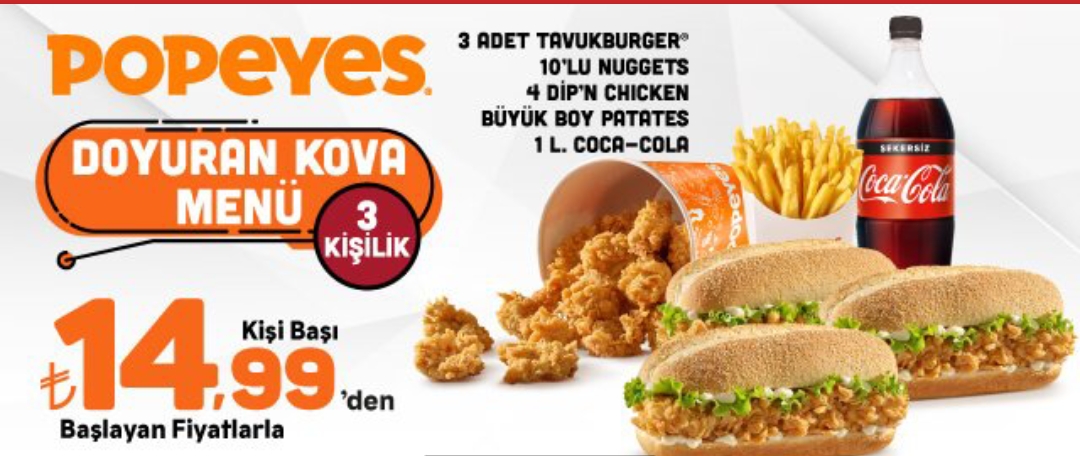 POPEYES
DOYURAN KOVA
MENÜ
3
KİŞİLİK
₺14,99'den
Kişi Başı
Başlayan Fiyatlarla
3 ADET TAVUKBURGER®
10'LU NUGGETS
4 DİP'N CHICKEN
BÜYÜK BOY PATATES
1 L. COCA-COLA
POPEYES
ŞEKERSİZ
Coca-Cola